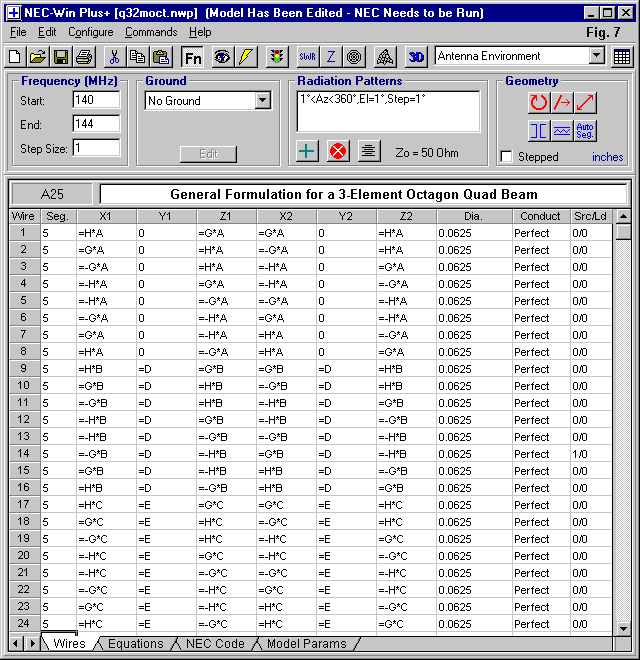 NEC-Win Plus+ [q32moct.nwp] (Model Has Been Edited - NEC Needs to be Run)
File Edit Configure Commands Help Fig. 7
Fn SWR Z 3D Antenna Environment
Frequency (MHz) Ground Radiation Patterns Geometry
Start: 140 No Ground 1°<Az<360°,El=1°,Step=1°
End: 144 Auto Seg.
Step Size: 1 Edit Zo = 50 Ohm Stepped inches
A25 General Formulation for a 3-Element Octagon Quad Beam
Wire Seg. X1 Y1 Z1 X2 Y2 Z2 Dia. Conduct Src/Ld
1 5 =H*A 0 =G*A =G*A 0 =H*A 0.0625 Perfect 0/0
2 5 =G*A 0 =H*A =-G*A 0 =H*A 0.0625 Perfect 0/0
3 5 =-G*A 0 =H*A =-H*A 0 =G*A 0.0625 Perfect 0/0
4 5 =-H*A 0 =G*A =-H*A 0 =-G*A 0.0625 Perfect 0/0
5 5 =-H*A 0 =-G*A =-G*A 0 =-H*A 0.0625 Perfect 0/0
6 5 =-G*A 0 =-H*A =G*A 0 =-H*A 0.0625 Perfect 0/0
7 5 =G*A 0 =-H*A =H*A 0 =-G*A 0.0625 Perfect 0/0
8 5 =H*A 0 =-G*A =H*A 0 =G*A 0.0625 Perfect 0/0
9 5 =H*B =D =G*B =G*B =D =H*B 0.0625 Perfect 0/0
10 5 =G*B =D =H*B =-G*B =D =H*B 0.0625 Perfect 0/0
11 5 =-G*B =D =H*B =-H*B =D =G*B 0.0625 Perfect 0/0
12 5 =-H*B =D =G*B =-H*B =D =-G*B 0.0625 Perfect 0/0
13 5 =-H*B =D =-G*B =-G*B =D =-H*B 0.0625 Perfect 0/0
14 5 =-G*B =D =-H*B =G*B =D =-H*B 0.0625 Perfect 1/0
15 5 =G*B =D =-H*B =H*B =D =-G*B 0.0625 Perfect 0/0
16 5 =H*B =D =-G*B =H*B =D =G*B 0.0625 Perfect 0/0
17 5 =H*C =E =G*C =G*C =E =H*C 0.0625 Perfect 0/0
18 5 =G*C =E =H*C =-G*C =E =H*C 0.0625 Perfect 0/0
19 5 =-G*C =E =H*C =-H*C =E =G*C 0.0625 Perfect 0/0
20 5 =-H*C =E =G*C =-H*C =E =-G*C 0.0625 Perfect 0/0
21 5 =-H*C =E =-G*C =-G*C =E =-H*C 0.0625 Perfect 0/0
22 5 =-G*C =E =-H*C =G*C =E =-H*C 0.0625 Perfect 0/0
23 5 =G*C =E =-H*C =H*C =E =-G*C 0.0625 Perfect 0/0
24 5 =H*C =E =-G*C =H*C =E =G*C 0.0625 Perfect 0/0
Wires Equations NEC Code Model Params